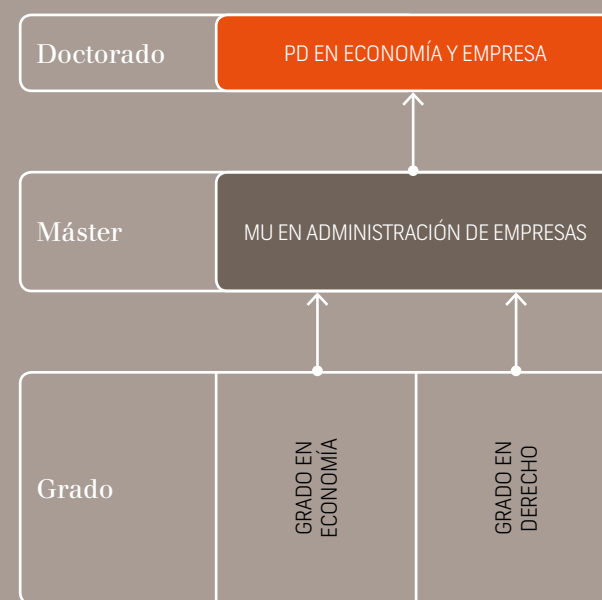 Doctorado
PD EN ECONOMÍA Y EMPRESA
Máster
MU EN ADMINISTRACIÓN DE EMPRESAS
Grado
GRADO EN
ECONOMÍA
GRADO EN
DERECHO